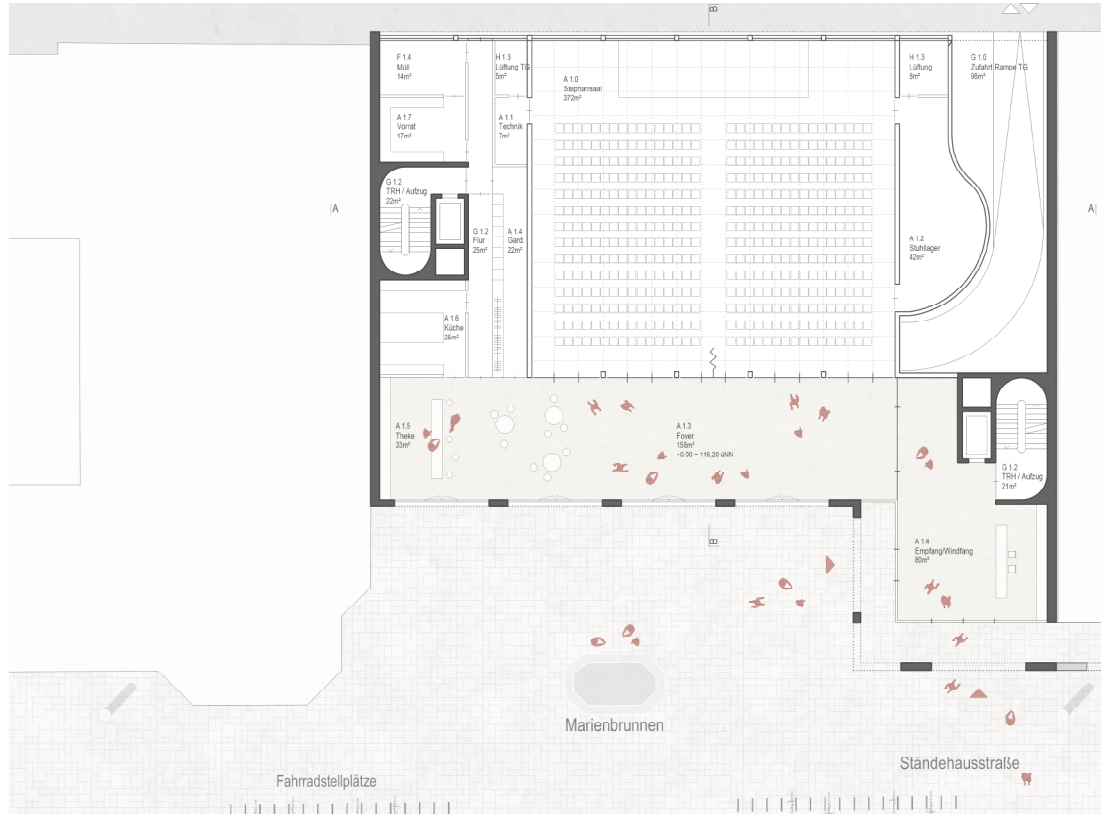 B
F 1.4
Müll
14m²
H 1.3
Lüftung TG
5m²
A 1.0
Stephansaal
372m²
H 1.3
Lüftung
8m²
G 1.0
Zufahrt Rampe TG
98m²
A 1.7
Vorrat
17m²
A 1.1
Technik
7m²
G 1.2
TRH / Aufzug
22m²
A
A
G 1.2
Flur
25m²
A 1.4
Gard.
22m²
A 1.2
Stuhllager
42m²
A 1.6
Küche
26m²
A 1.5
Theke
33m²
A 1.3
Foyer
158m²
G 1.2
TRH / Aufzug
21m²
B
A 1.4
Empfang/Windfang
80m²
Marienbrunnen
Ständehausstraße
Fahrradstellplätze